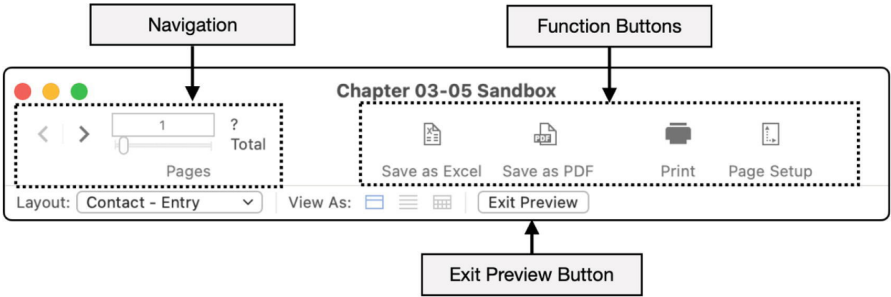 Navigation
Function Buttons
Chapter 03-05 Sandbox
1
?
Total
Pages
Save as Excel
Save as PDF
Print
Page Setup
Layout: Contact - Entry
View As:
Exit Preview
Exit Preview Button